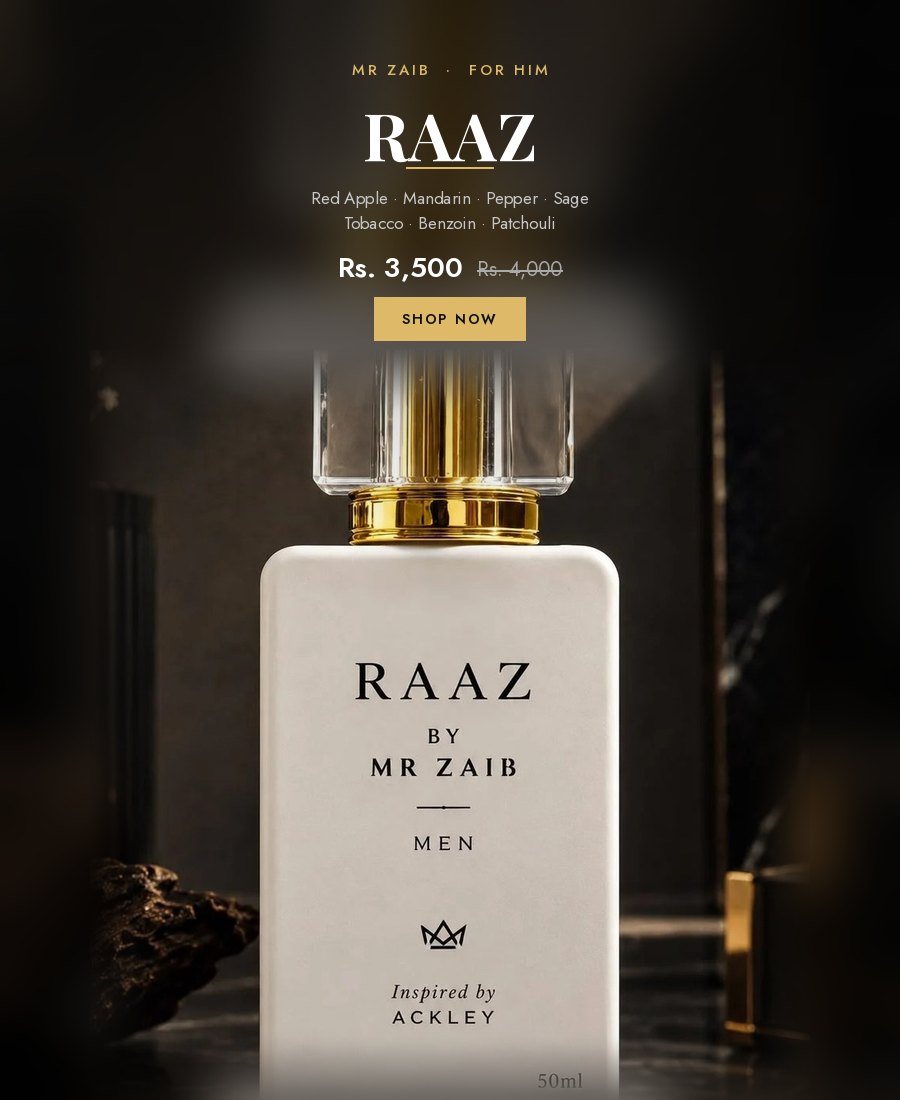 MR ZAIB · FOR HIM
RAAZ
Red Apple · Mandarin · Pepper · Sage
Tobacco · Benzoin · Patchouli
Rs. 3,500 Rs. 4,000
SHOP NOW
RAAZ
BY
MR ZAIB
MEN
Inspired by
ACKLEY
50ml